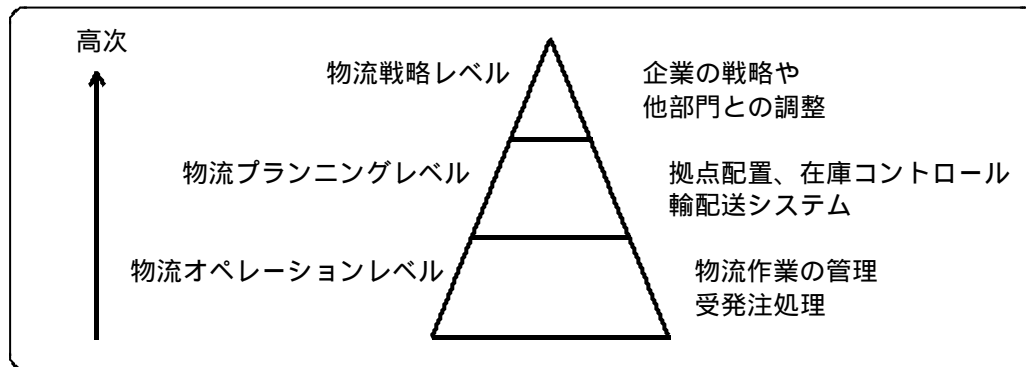 高次
物流戦略レベル
企業の戦略や
他部門との調整
物流プランニングレベル
拠点配置、在庫コントロール
輸配送システム
物流オペレーションレベル
物流作業の管理
受発注処理